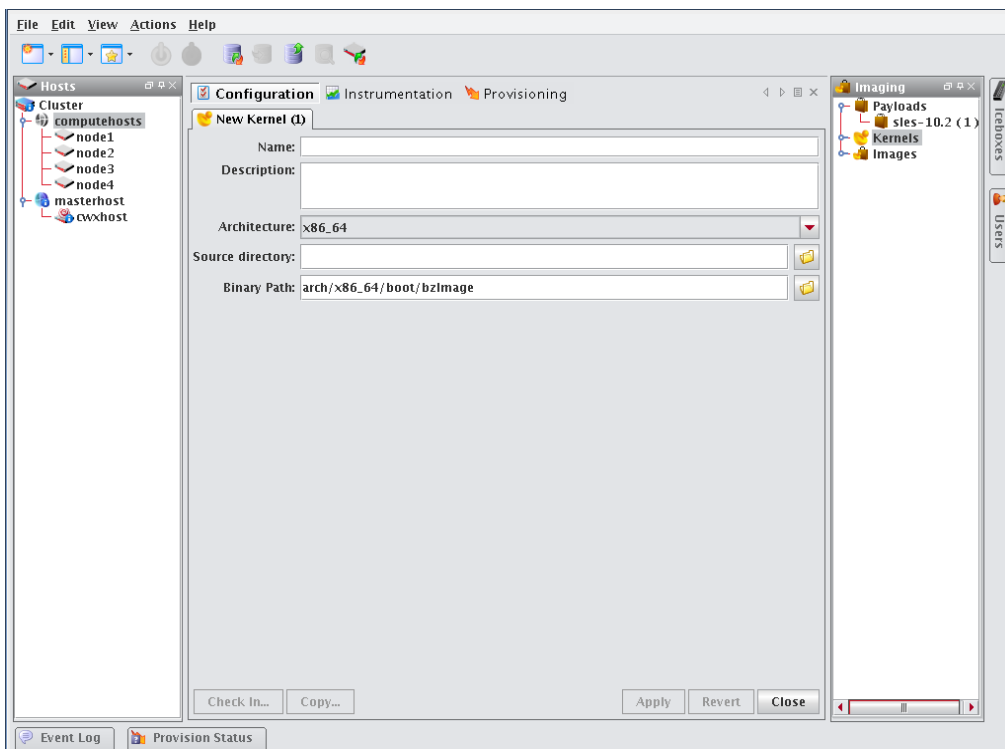 File Edit View Actions Help
Hosts
Cluster
computehosts
node1
node2
node3
node4
masterhost
cwxhost
Configuration Instrumentation Provisioning
New Kernel (1)
Name:
Description:
Architecture: x86_64
Source directory:
Binary Path: arch/x86_64/boot/bzImage
Check In... Copy... Apply Revert Close
Imaging
Payloads
sles-10.2 (1)
Kernels
Images
Iceboxes
Users
Event Log Provision Status